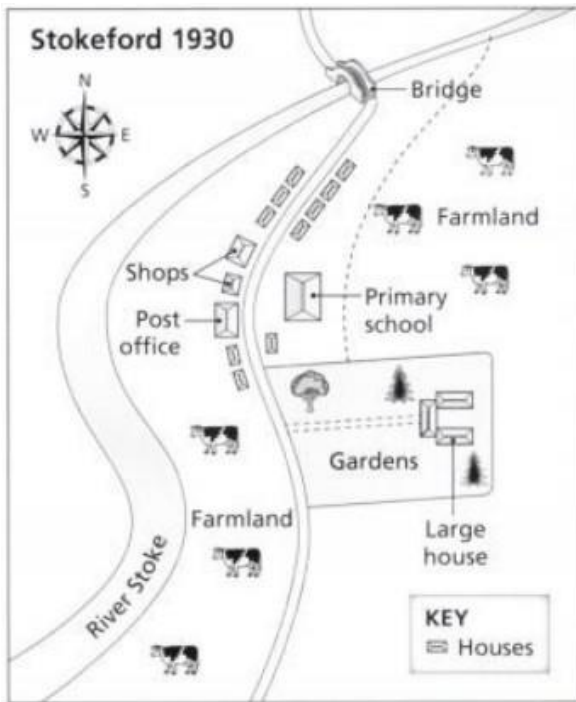 Stokeford 1930
N
W
E
S
Bridge
Farmland
Shops
Primary
school
Post
office
Gardens
Farmland
Large
house
River Stoke
KEY
Houses